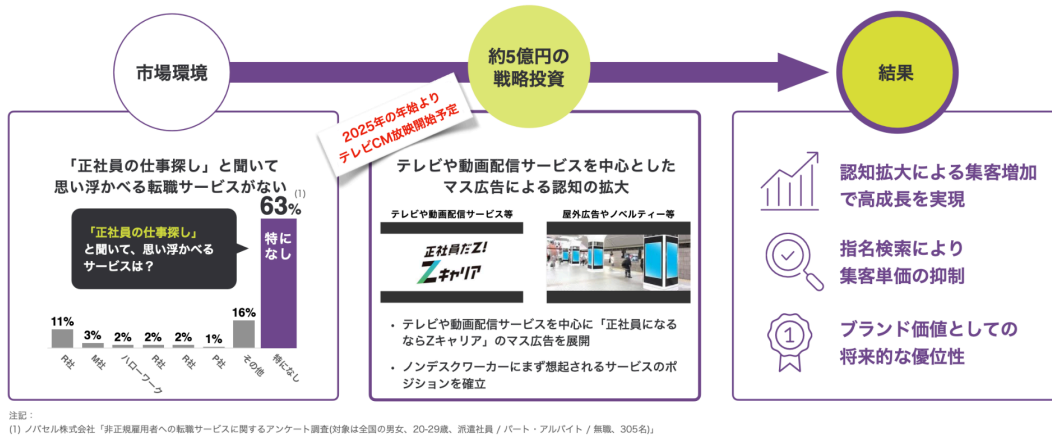 市場環境
約5億円の
戦略投資
結果
2025年の年始より
テレビCM放映開始予定
「正社員の仕事探し」と聞いて
思い浮かべる転職サービスがない
(1)
63%
「正社員の仕事探し」
と聞いて、思い浮かべる
サービスは？
特に
なし
11%
3%
2%
2%
2%
1%
16%
R社
M社
ハローワーク
R社
R社
P社
その他
特になし
テレビや動画配信サービスを中心とした
マス広告による認知の拡大
テレビや動画配信サービス等
屋外広告やノベルティー等
正社員だZ!
Zキャリア
• テレビや動画配信サービスを中心に「正社員になる
ならZキャリア」のマス広告を展開
• ノンデスクワーカーにまず想起されるサービスのポ
ジションを確立
認知拡大による集客増加
で高成長を実現
指名検索により
集客単価の抑制
1
ブランド価値としての
将来的な優位性
注記：
(1) ノバセル株式会社「非正規雇用者への転職サービスに関するアンケート調査(対象は全国の男女、20-29歳、派遣社員 / パート・アルバイト / 無職、305名)」